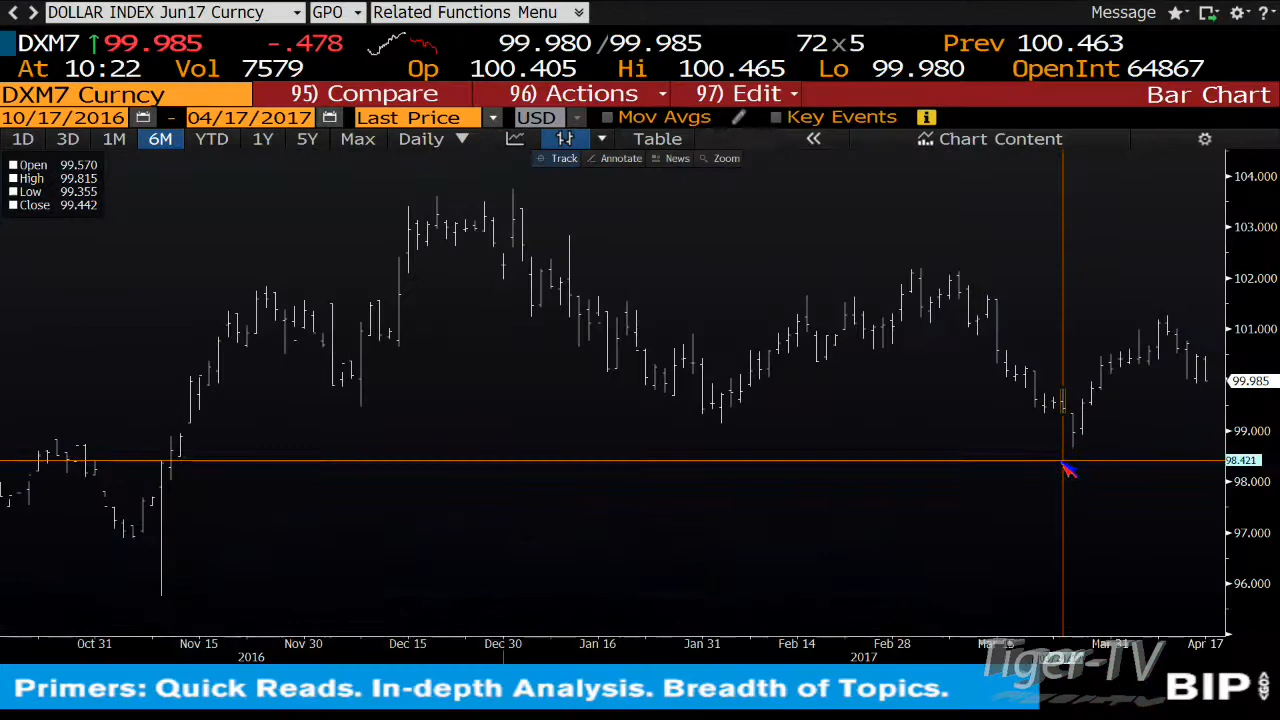 DOLLAR INDEX Jun17 Curncy GPO Related Functions Menu Message
DXM7 ↑99.985 -.478 99.980/99.985 72x5 Prev 100.463
At 10:22 Vol 7579 Op 100.405 Hi 100.465 Lo 99.980 OpenInt 64867
DXM7 Curncy 95) Compare 96) Actions 97) Edit Bar Chart
10/17/2016 - 04/17/2017 Last Price USD Mov Avgs Key Events
1D 3D 1M 6M YTD 1Y 5Y Max Daily Table Chart Content
Track Annotate News Zoom
Open 99.570
High 99.815
Low 99.355
Close 99.442
104.000
103.000
102.000
101.000
99.985
99.000
98.421
98.000
97.000
96.000
Oct 31 Nov 15 Nov 30 Dec 15 Dec 30 Jan 16 Jan 31 Feb 14 Feb 28 Mar 15 Mar 31 Apr 17
2016 2017
Tiger-TV
Primers: Quick Reads. In-depth Analysis. Breadth of Topics.
BIP